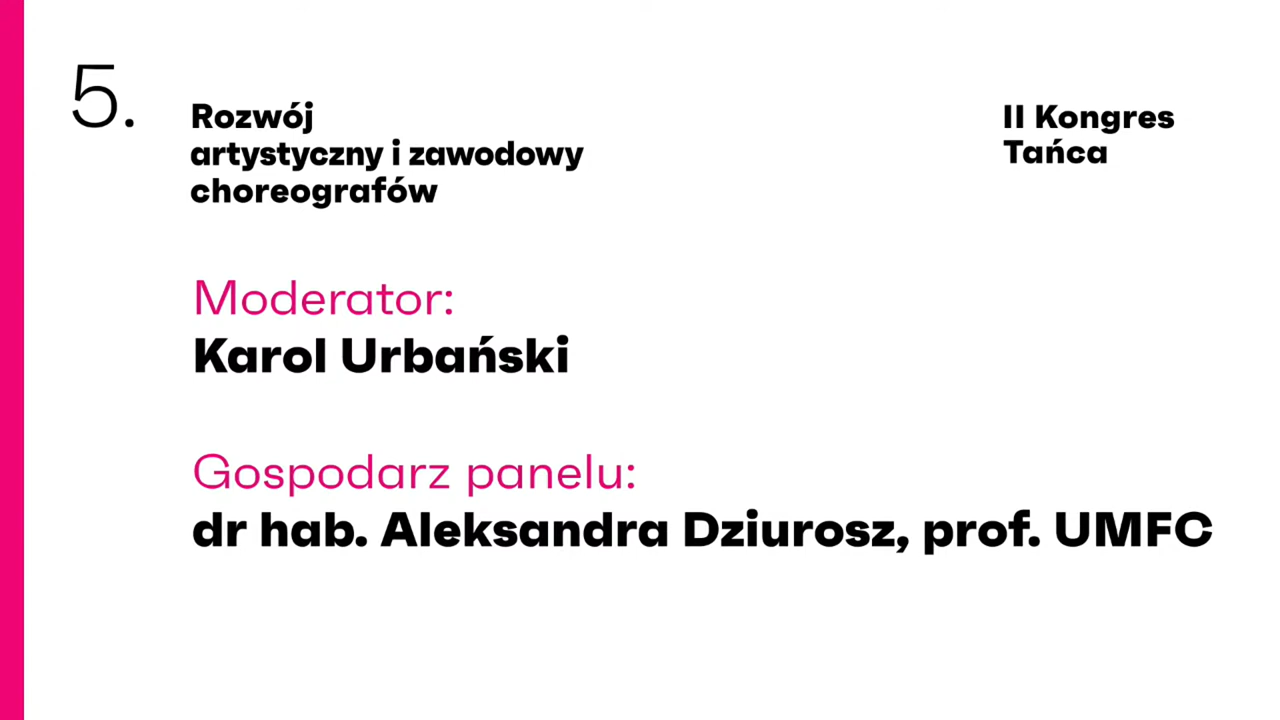 5.
Rozwój
artystyczny i zawodowy
choreografów
II Kongres
Tańca
Moderator:
Karol Urbański
Gospodarz panelu:
dr hab. Aleksandra Dziurosz, prof. UMFC